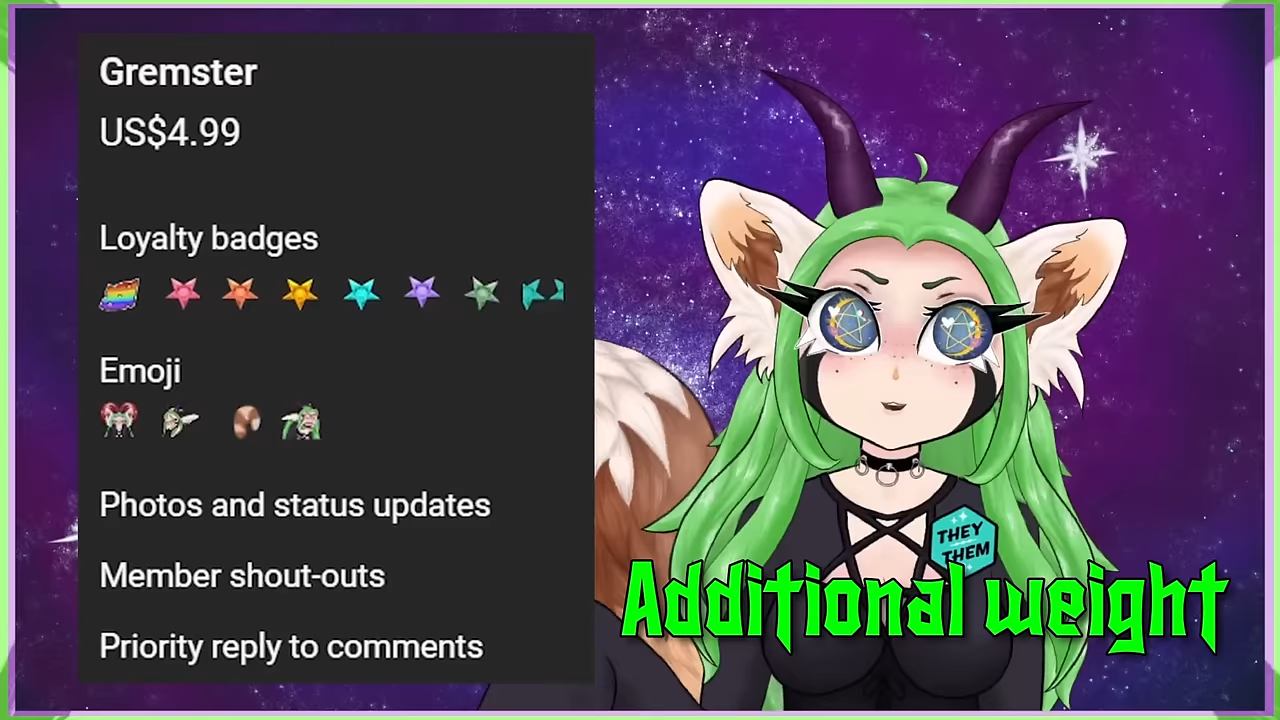 Gremster
US$4.99
Loyalty badges
Emoji
Photos and status updates
Member shout-outs
Priority reply to comments
THEY
THEM
Additional weight